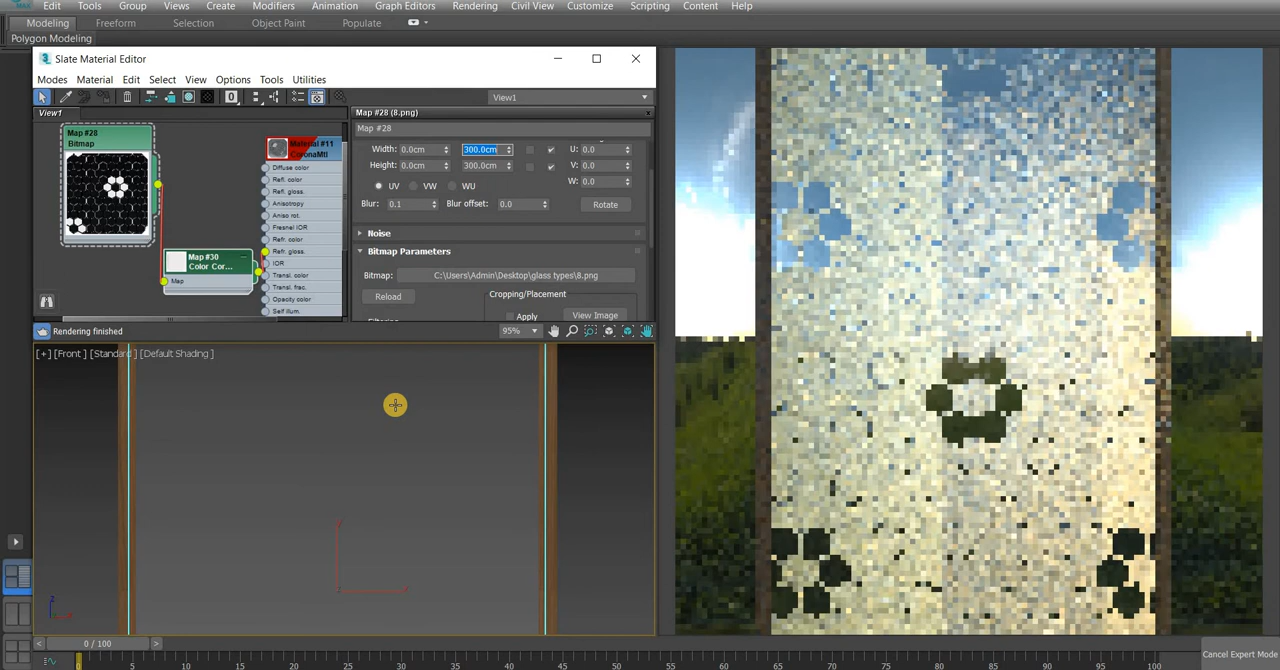 Edit Tools Group Views Create Modifiers Animation Graph Editors Rendering Civil View Customize Scripting Content Help
Modeling Freeform Selection Object Paint Populate
Polygon Modeling
Slate Material Editor
Modes Material Edit Select View Options Tools Utilities
View1
View1
Map #28 (8.png)
Map #28
Map #28
Bitmap
Material #11
CoronaMtl
Diffuse color
Refl. color
Refl. gloss.
Anisotropy
Aniso rot.
Fresnel IOR
Refr. color
Refr. gloss.
IOR
Transl. color
Transl. frac.
Opacity color
Self illum.
Map #30
Color Cor...
Map
Width: 0.0cm 300.0cm U: 0.0
Height: 0.0cm 300.0cm V: 0.0
W: 0.0
UV VW WU
Blur: 0.1 Blur offset: 0.0 Rotate
Noise
Bitmap Parameters
Bitmap: C:\Users\Admin\Desktop\glass types\8.png
Reload
Cropping/Placement
Apply View Image
Rendering finished
95%
[+] [Front ] [Standard ] [Default Shading ]
0 / 100
0 5 10 15 20 25 30 35 40 45 50 55 60 65 70 75 80 85 90 95 100
Cancel Expert Mode